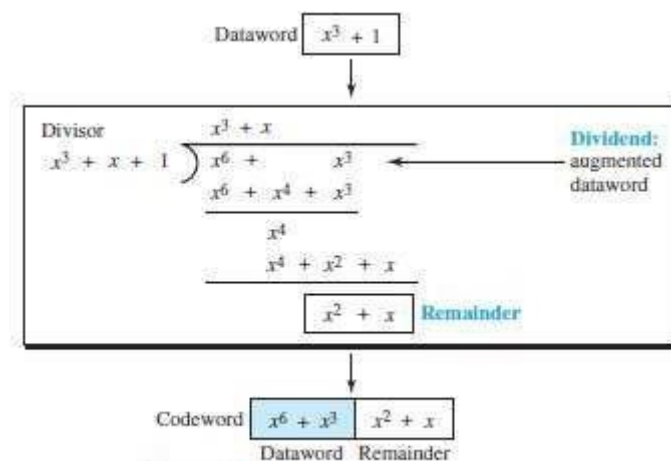 Dataword x³ + 1
Divisor
x³ + x
Dividend:
x³ + x + 1 x⁶ + x³
augmented
x⁶ + x⁴ + x³
dataword
x⁴
x⁴ + x² + x
x² + x Remainder
Codeword x⁶ + x³ x² + x
Dataword Remainder